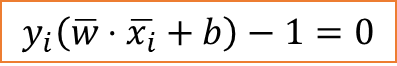 yᵢ(w̅ · x̅ᵢ + b) − 1 = 0